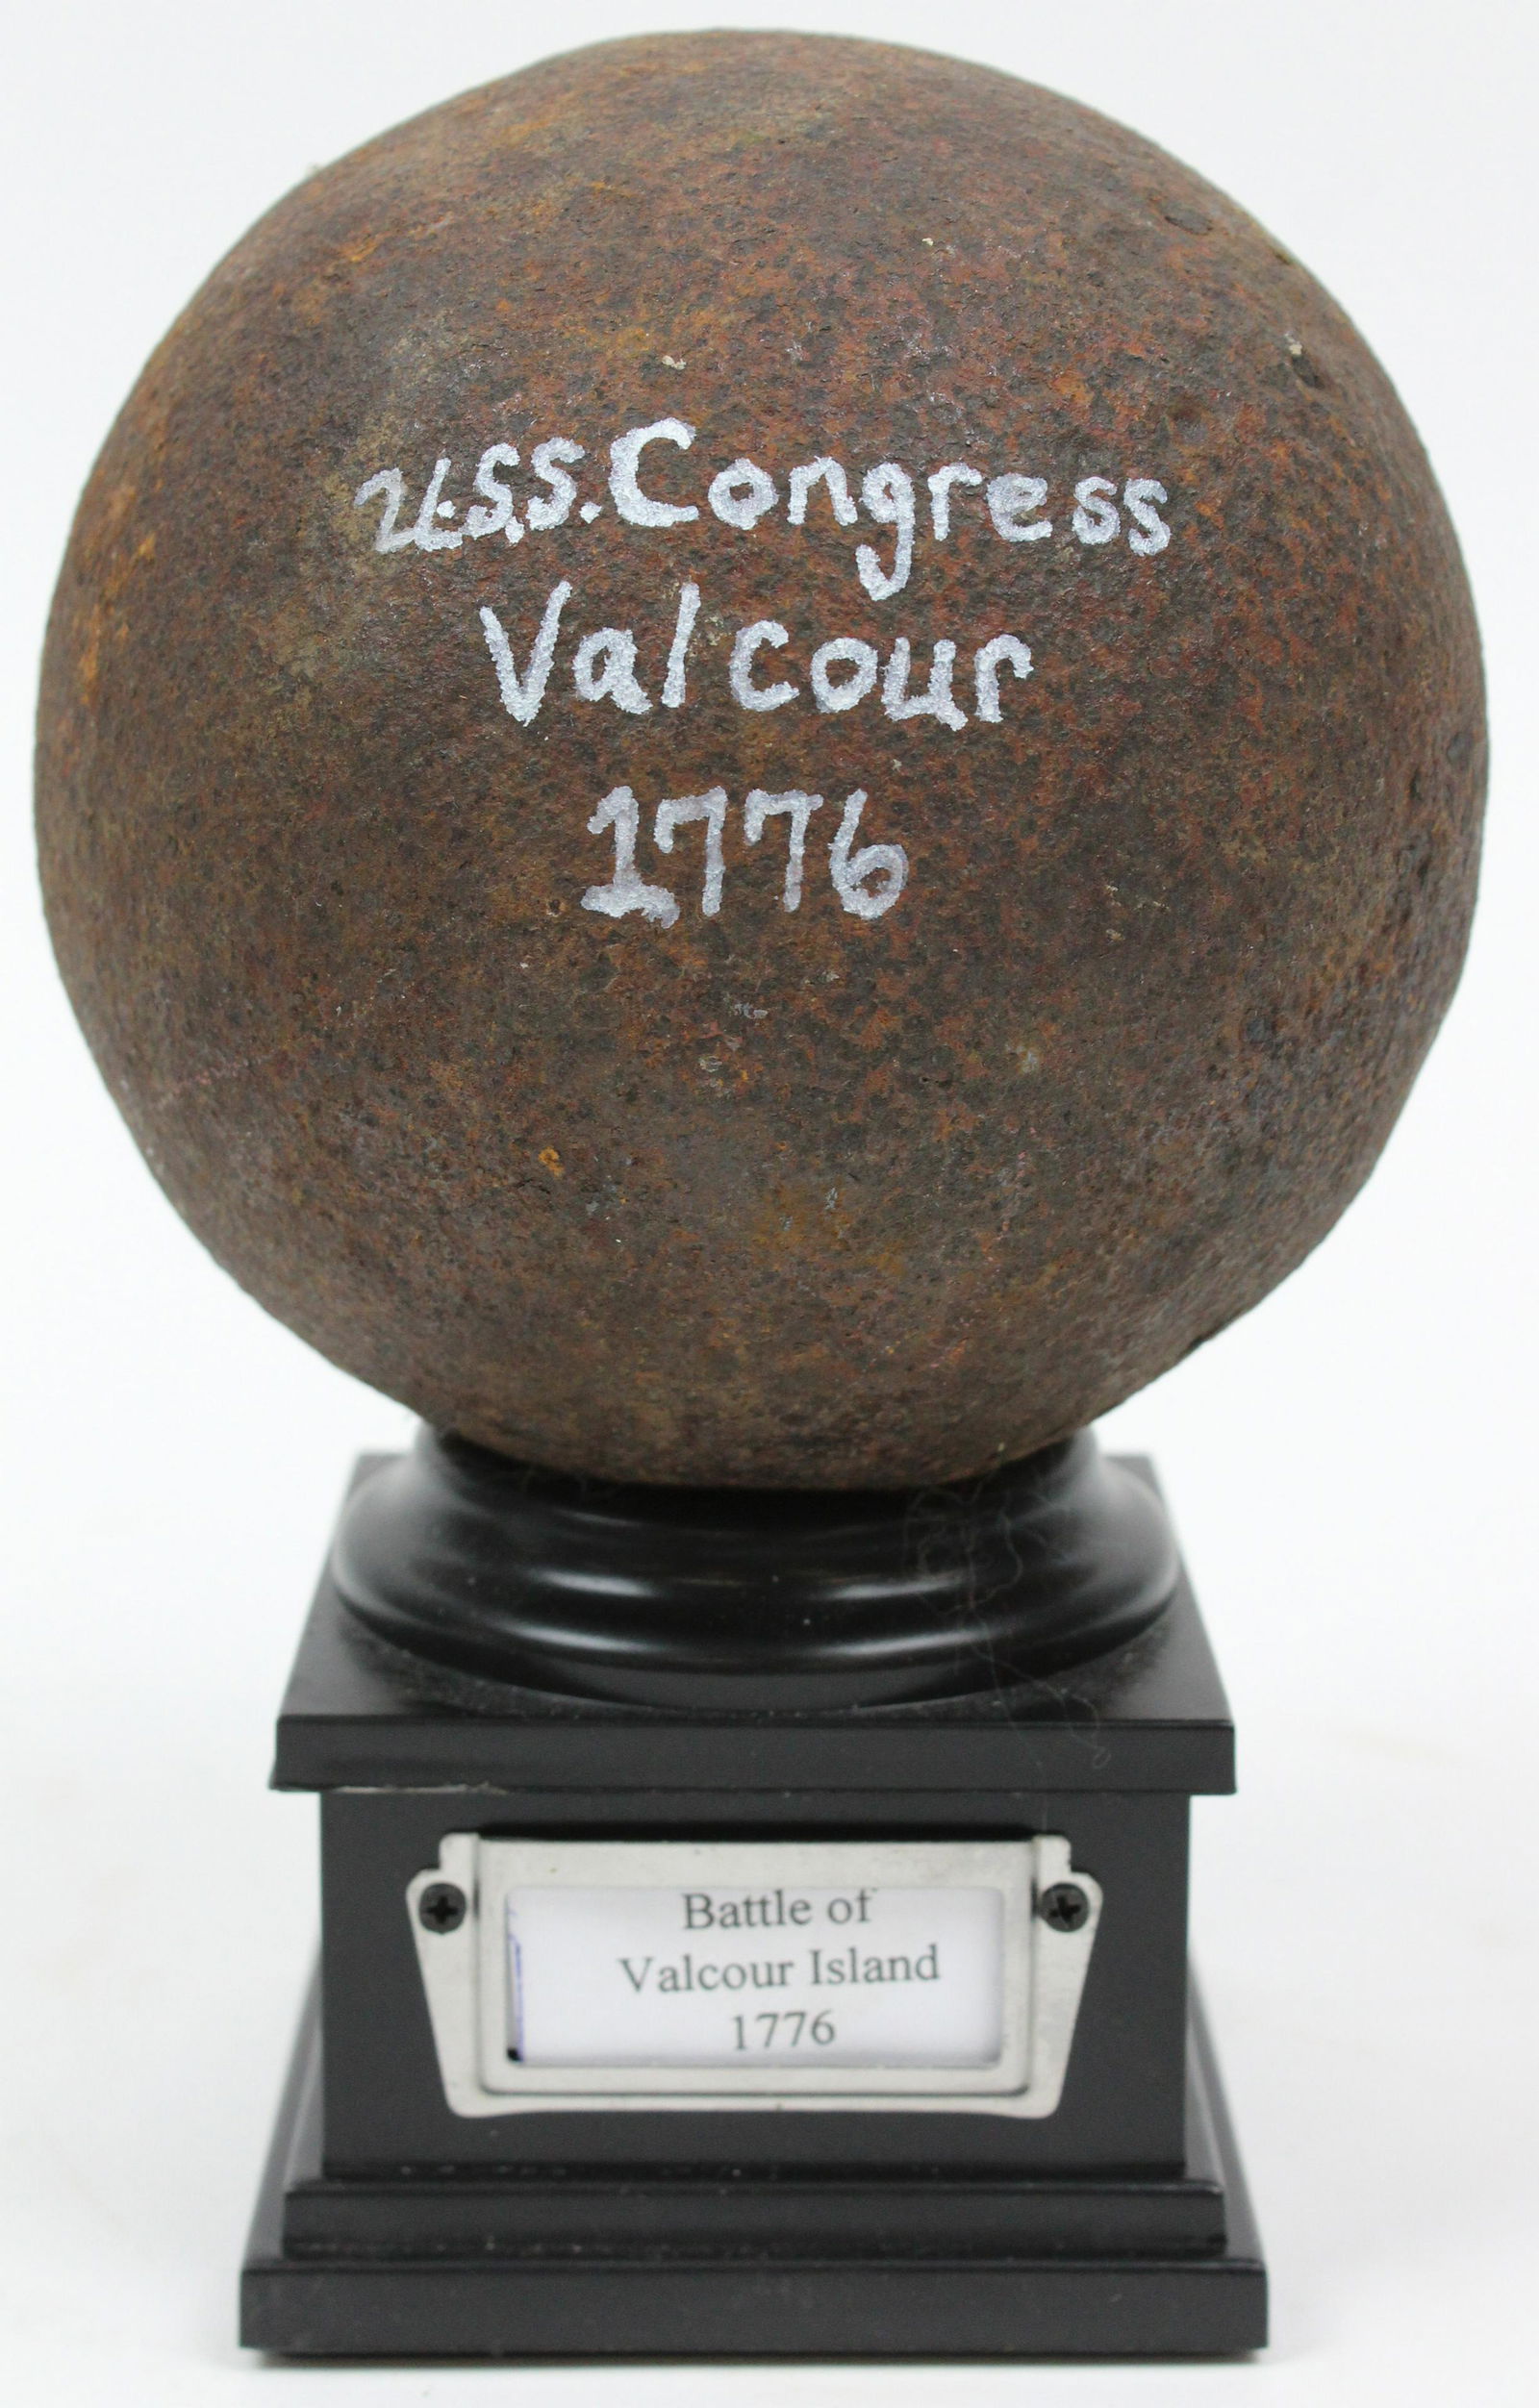 U.S.S. Congress
Valcour
1776
Battle of
Valcour Island
1776